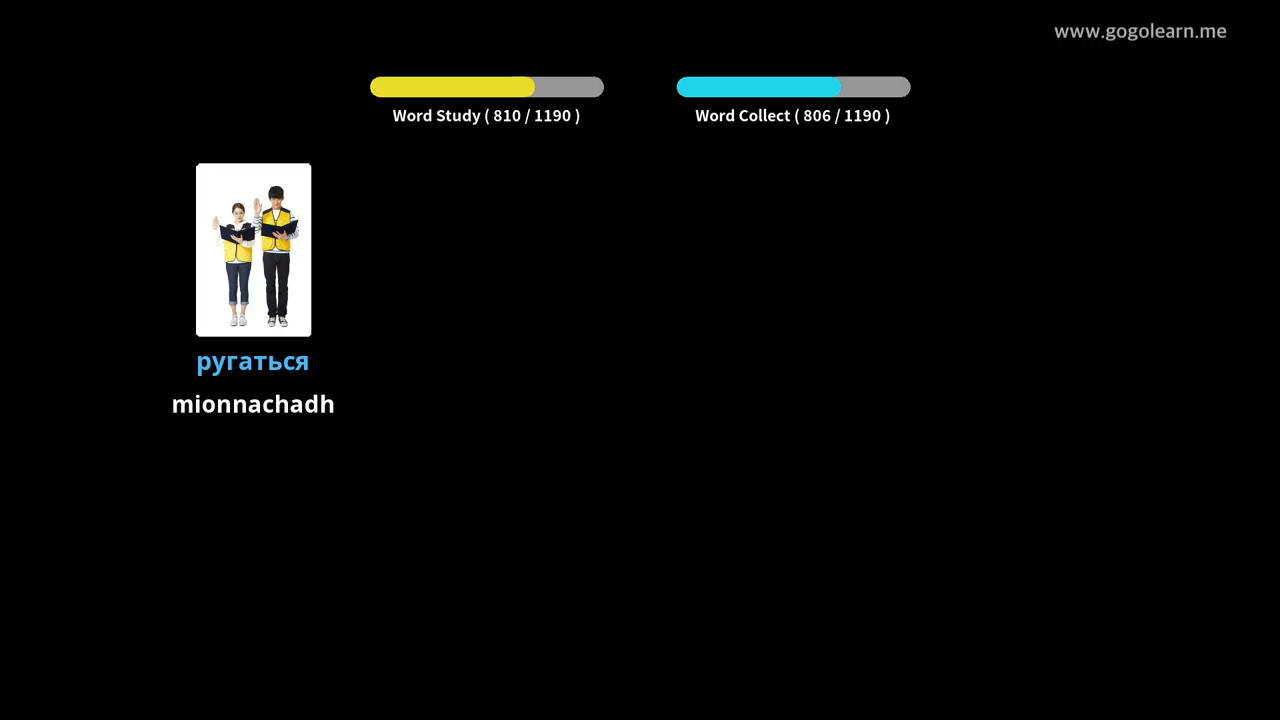 www.gogolearn.me
Word Study ( 810 / 1190 )
Word Collect ( 806 / 1190 )
ругаться
mionnachadh